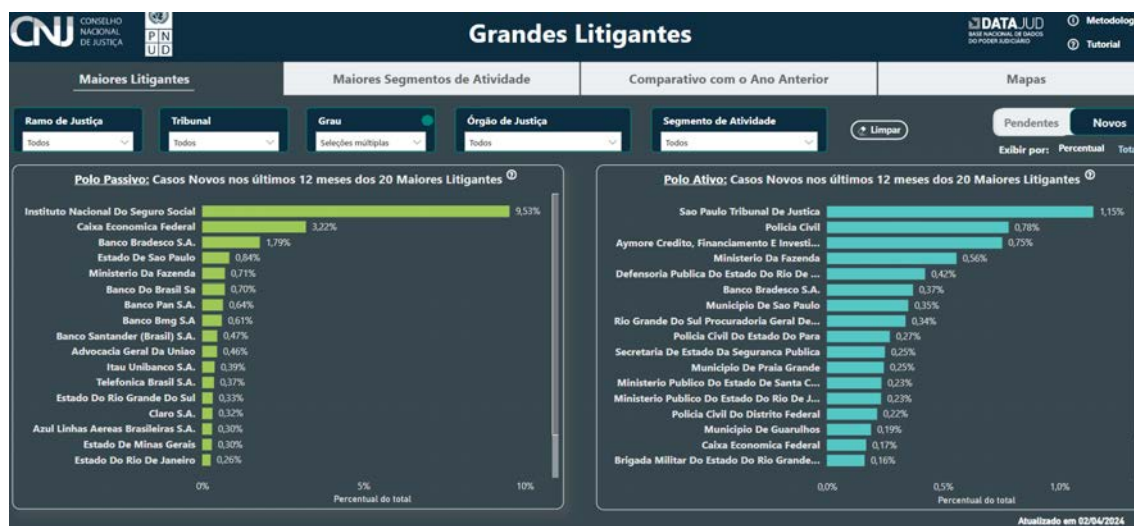 CNJ
CONSELHO
NACIONAL
DE JUSTIÇA
P N
U D
Grandes Litigantes
DATAJUD
BASE NACIONAL DE DADOS
DO PODER JUDICIÁRIO
Metodolog
Tutorial
Maiores Litigantes
Maiores Segmentos de Atividade
Comparativo com o Ano Anterior
Mapas
Ramo de Justiça
Todos
Tribunal
Todos
Grau
Seleções múltiplas
Órgão de Justiça
Todos
Segmento de Atividade
Todos
Limpar
Pendentes
Novos
Exibir por: Percentual Tota
Polo Passivo: Casos Novos nos últimos 12 meses dos 20 Maiores Litigantes
Instituto Nacional Do Seguro Social 9,53%
Caixa Economica Federal 3,22%
Banco Bradesco S.A. 1,79%
Estado De Sao Paulo 0,84%
Ministerio Da Fazenda 0,71%
Banco Do Brasil Sa 0,70%
Banco Pan S.A. 0,64%
Banco Bmg S.A 0,61%
Banco Santander (Brasil) S.A. 0,47%
Advocacia Geral Da Uniao 0,46%
Itau Unibanco S.A. 0,39%
Telefonica Brasil S.A. 0,37%
Estado Do Rio Grande Do Sul 0,33%
Claro S.A. 0,32%
Azul Linhas Aereas Brasileiras S.A. 0,30%
Estado De Minas Gerais 0,30%
Estado Do Rio De Janeiro 0,26%
0% 5% 10%
Percentual do total
Polo Ativo: Casos Novos nos últimos 12 meses dos 20 Maiores Litigantes
Sao Paulo Tribunal De Justica 1,15%
Policia Civil 0,78%
Aymore Credito, Financiamento E Investi... 0,75%
Ministerio Da Fazenda 0,56%
Defensoria Publica Do Estado Do Rio De ... 0,42%
Banco Bradesco S.A. 0,37%
Municipio De Sao Paulo 0,35%
Rio Grande Do Sul Procuradoria Geral De... 0,34%
Policia Civil Do Estado Do Para 0,27%
Secretaria De Estado Da Seguranca Publica 0,25%
Municipio De Praia Grande 0,25%
Ministerio Publico Do Estado De Santa C... 0,23%
Ministerio Publico Do Estado Do Rio De J... 0,23%
Policia Civil Do Distrito Federal 0,22%
Municipio De Guarulhos 0,19%
Caixa Economica Federal 0,17%
Brigada Militar Do Estado Do Rio Grande... 0,16%
0,0% 0,5% 1,0%
Percentual do total
Atualizado em 02/04/2024